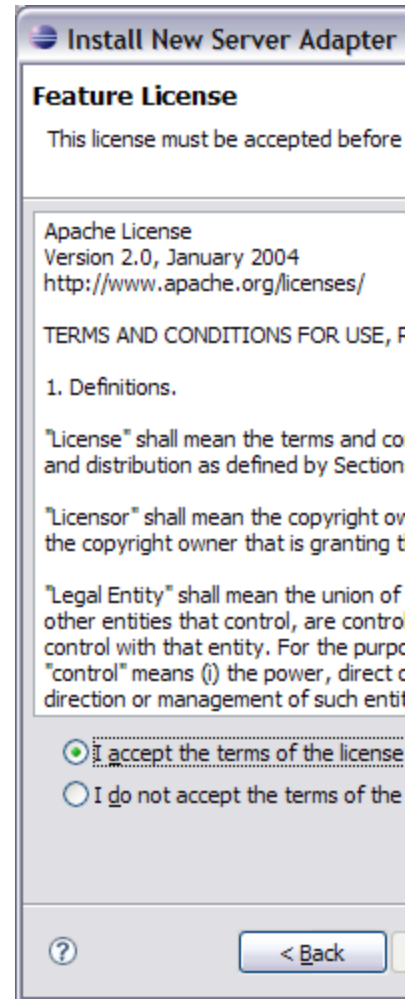 Install New Server Adapter
Feature License
This license must be accepted before
Apache License
Version 2.0, January 2004
http://www.apache.org/licenses/
TERMS AND CONDITIONS FOR USE,
1. Definitions.
"License" shall mean the terms and
and distribution as defined by Section
"Licensor" shall mean the copyright
the copyright owner that is granting
"Legal Entity" shall mean the union of
other entities that control, are
control with that entity. For the
"control" means (i) the power, direct
direction or management of such
I accept the terms of the license
I do not accept the terms of the
?
< Back